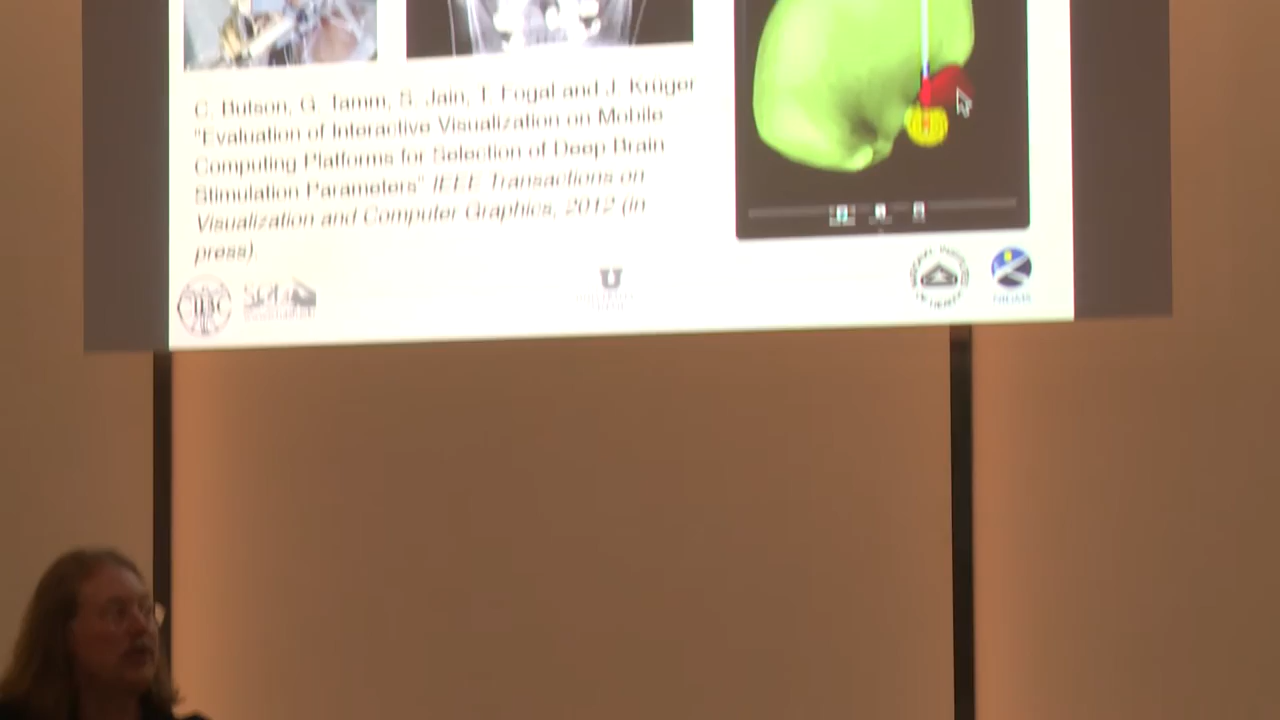 C. Butson, G. Tamm, S. Jain, T. Fogal and J. Krüger
"Evaluation of Interactive Visualization on Mobile
Computing Platforms for Selection of Deep Brain
Stimulation Parameters" IEEE Transactions on
Visualization and Computer Graphics, 2012 (in
press).
U